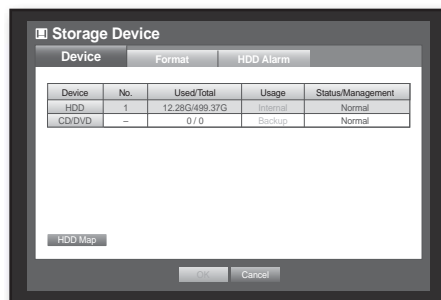 Storage Device
Device Format HDD Alarm
Device No. Used/Total Usage Status/Management
HDD 1 12.28G/499.37G Internal Normal
CD/DVD – 0 / 0 Backup Normal
HDD Map
OK Cancel